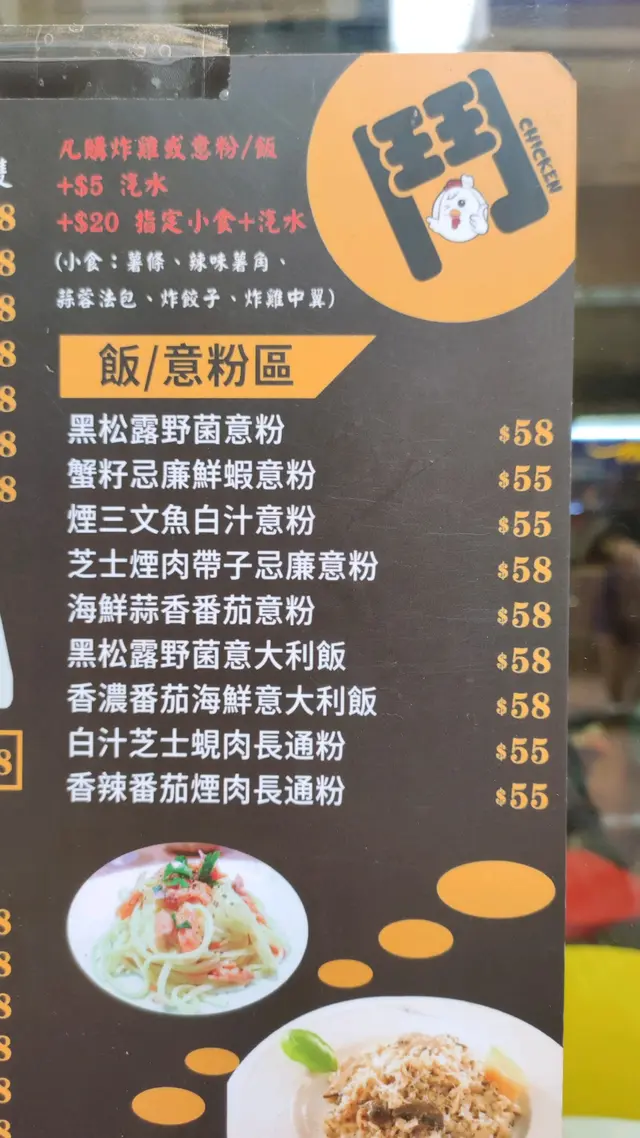 鬥
CHICKEN
凡購炸雞或意粉/飯
+$5 汽水
+$20 指定小食+汽水
(小食：薯條、辣味薯角、
蒜蓉法包、炸餃子、炸雞中翼)
飯/意粉區
黑松露野菌意粉 $58
蟹籽忌廉鮮蝦意粉 $55
煙三文魚白汁意粉 $55
芝士煙肉帶子忌廉意粉 $58
海鮮蒜香番茄意粉 $58
黑松露野菌意大利飯 $58
香濃番茄海鮮意大利飯 $58
白汁芝士蜆肉長通粉 $55
香辣番茄煙肉長通粉 $55